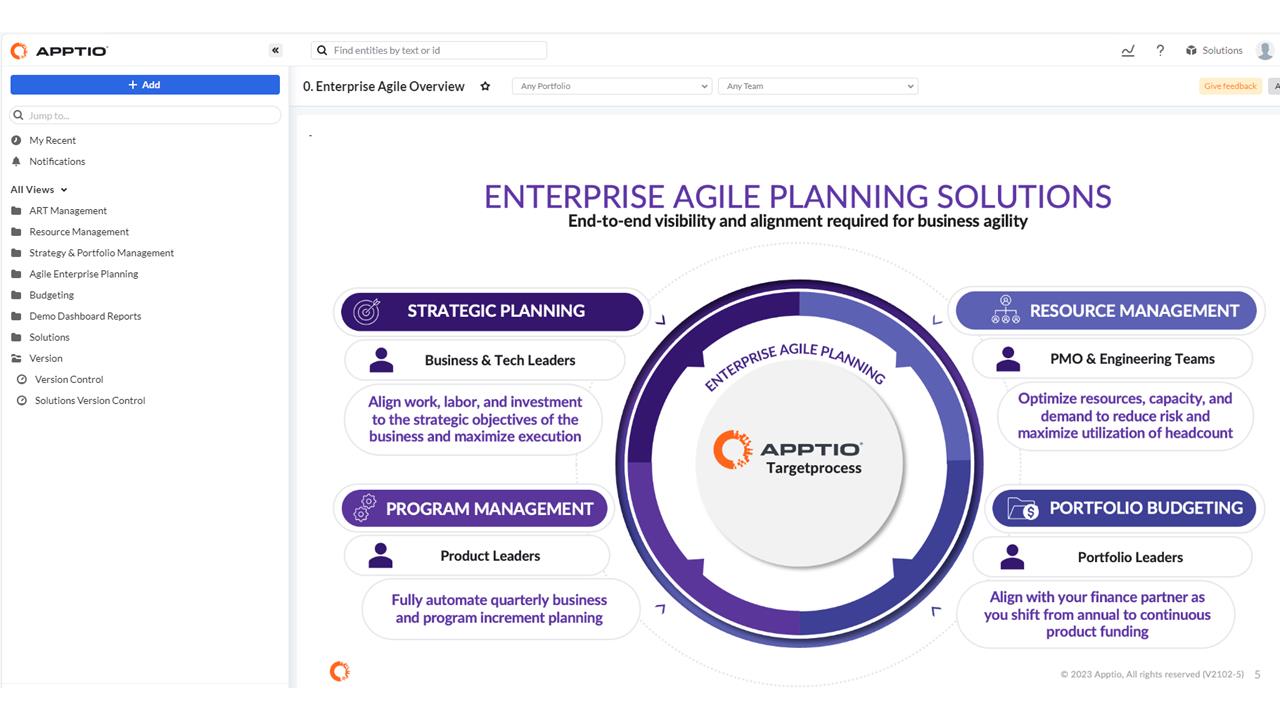 APPTIO
«
Find entities by text or id
?
Solutions
+ Add
0. Enterprise Agile Overview
Any Portfolio
Any Team
Give feedback
A
Jump to...
My Recent
Notifications
All Views
ART Management
Resource Management
Strategy & Portfolio Management
Agile Enterprise Planning
Budgeting
Demo Dashboard Reports
Solutions
Version
Version Control
Solutions Version Control
-
ENTERPRISE AGILE PLANNING SOLUTIONS
End-to-end visibility and alignment required for business agility
STRATEGIC PLANNING
Business & Tech Leaders
Align work, labor, and investment
to the strategic objectives of the
business and maximize execution
RESOURCE MANAGEMENT
PMO & Engineering Teams
Optimize resources, capacity, and
demand to reduce risk and
maximize utilization of headcount
ENTERPRISE AGILE PLANNING
APPTIO
Targetprocess
PROGRAM MANAGEMENT
Product Leaders
Fully automate quarterly business
and program increment planning
$
PORTFOLIO BUDGETING
Portfolio Leaders
Align with your finance partner as
you shift from annual to continuous
product funding
© 2023 Apptio, All rights reserved (V2102-5) 5